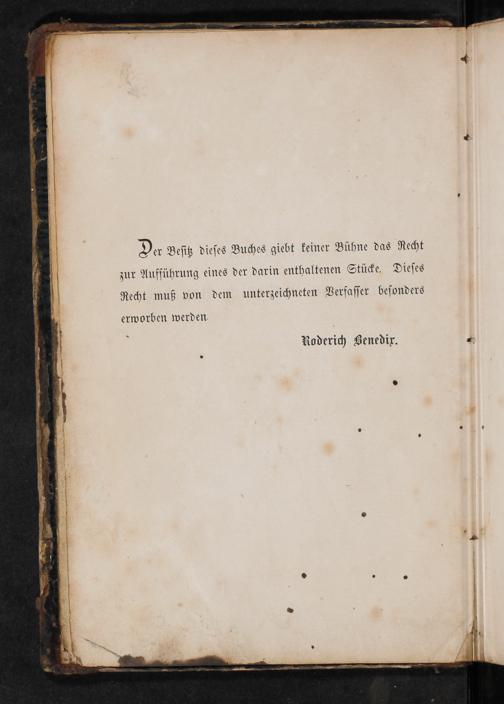 Der Besitz dieses Buches giebt keiner Bühne das Recht
zur Aufführung eines der darin enthaltenen Stücke. Dieses
Recht muß von dem unterzeichneten Verfasser besonders
erworben werden
Roderich Benedix.